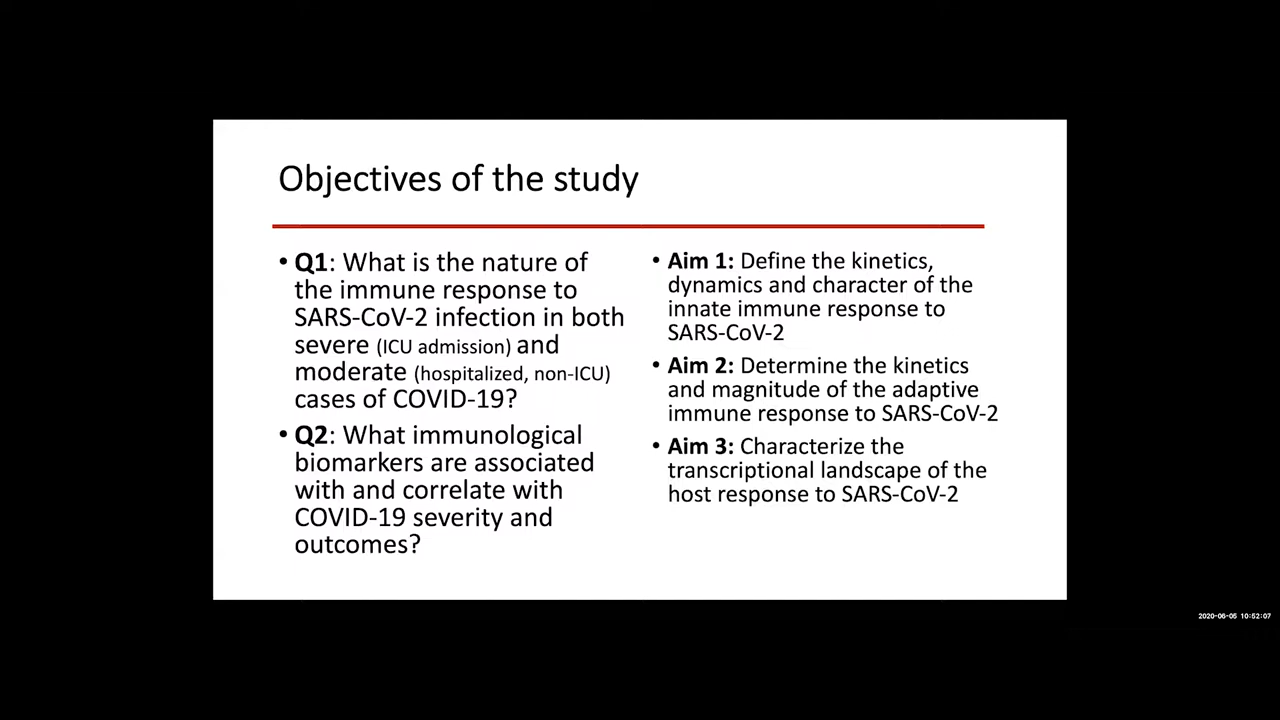 Objectives of the study
• Q1: What is the nature of
the immune response to
SARS-CoV-2 infection in both
severe (ICU admission) and
moderate (hospitalized, non-ICU)
cases of COVID-19?
• Q2: What immunological
biomarkers are associated
with and correlate with
COVID-19 severity and
outcomes?
• Aim 1: Define the kinetics,
dynamics and character of the
innate immune response to
SARS-CoV-2
• Aim 2: Determine the kinetics
and magnitude of the adaptive
immune response to SARS-CoV-2
• Aim 3: Characterize the
transcriptional landscape of the
host response to SARS-CoV-2
2020-06-05 10:52:07